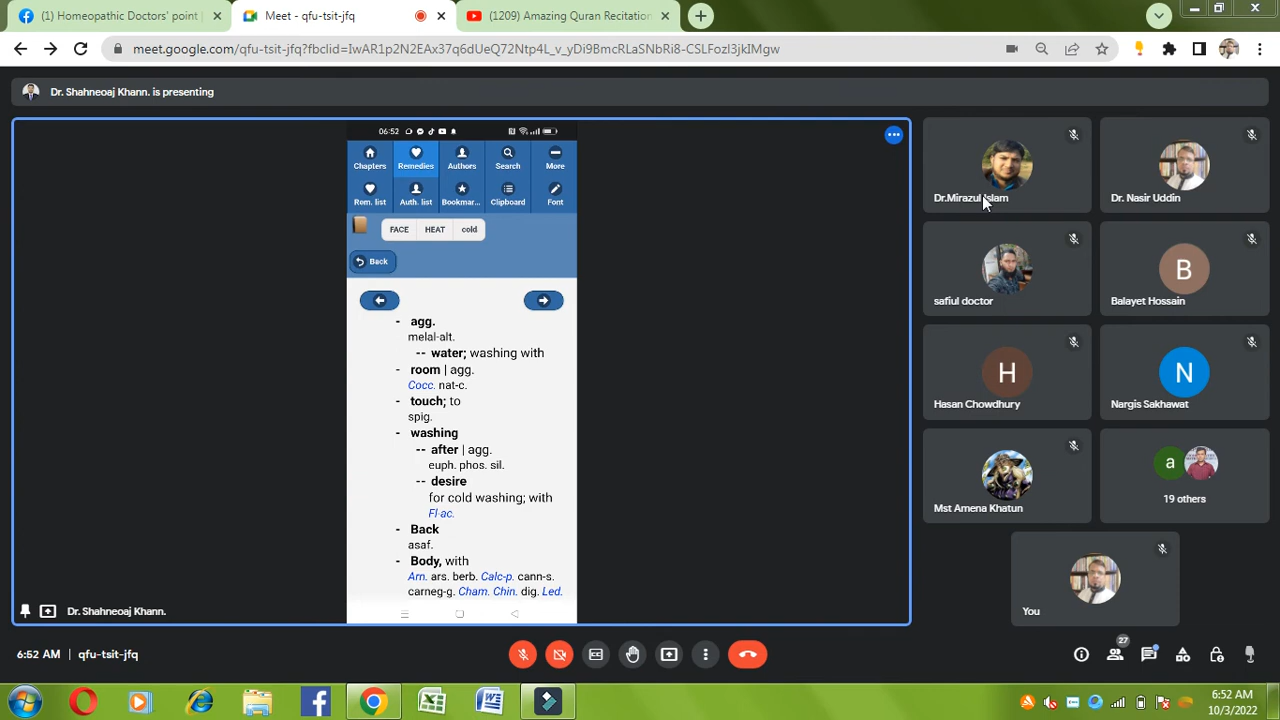 (1) Homeopathic Doctors' point |
Meet - qfu-tsit-jfq
(1209) Amazing Quran Recitation
meet.google.com/qfu-tsit-jfq?fbclid=IwAR1p2N2EAx37q6dUeQ72Ntp4L_v_yDi9BmcRLaSNbRi8-CSLFozI3jkIMgw
Dr. Shahneoaj Khann. is presenting
06:52
Chapters Remedies Authors Search More
Rem. list Auth. list Bookmar... Clipboard Font
FACE HEAT cold
Back
- agg.
melal-alt.
-- water; washing with
- room | agg.
Cocc. nat-c.
- touch; to
spig.
- washing
-- after | agg.
euph. phos. sil.
-- desire
for cold washing; with
Fl-ac.
- Back
asaf.
- Body, with
Arn. ars. berb. Calc-p. cann-s.
carneg-g. Cham. Chin. dig. Led.
Dr. Shahneoaj Khann.
Dr.Mirazul Islam
Dr. Nasir Uddin
safiul doctor
B
Balayet Hossain
H
Hasan Chowdhury
N
Nargis Sakhawat
Mst Amena Khatun
a
19 others
You
6:52 AM | qfu-tsit-jfq
27
6:52 AM
10/3/2022